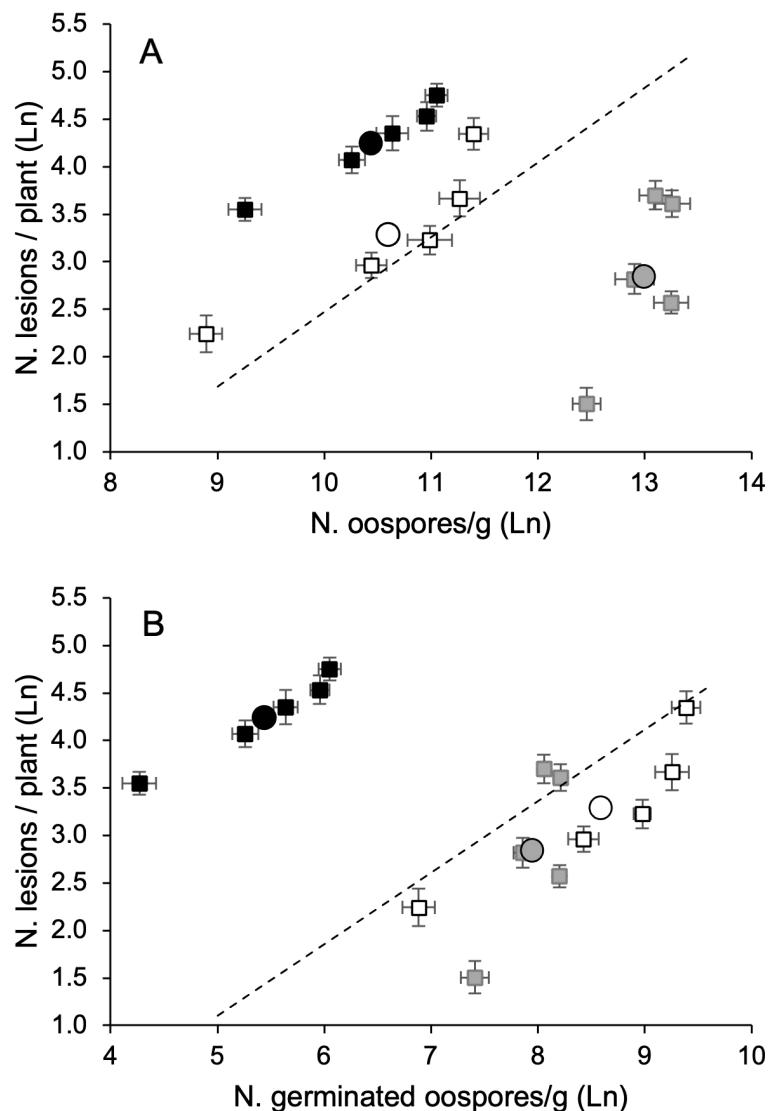 A
N. lesions / plant (Ln)
5.5
5.0
4.5
4.0
3.5
3.0
2.5
2.0
1.5
1.0
8 9 10 11 12 13 14
N. oospores/g (Ln)
B
N. lesions / plant (Ln)
5.5
5.0
4.5
4.0
3.5
3.0
2.5
2.0
1.5
1.0
4 5 6 7 8 9 10
N. germinated oospores/g (Ln)